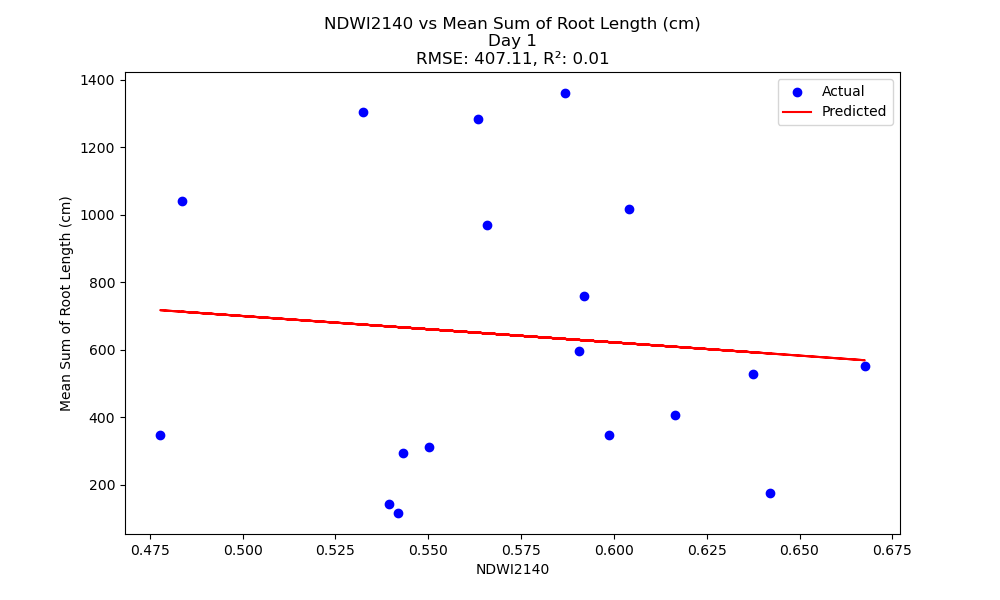 NDWI2140 vs Mean Sum of Root Length (cm)
Day 1
RMSE: 407.11, R²: 0.01
Actual
Predicted
Mean Sum of Root Length (cm)
1400
1200
1000
800
600
400
200
0.475 0.500 0.525 0.550 0.575 0.600 0.625 0.650 0.675
NDWI2140